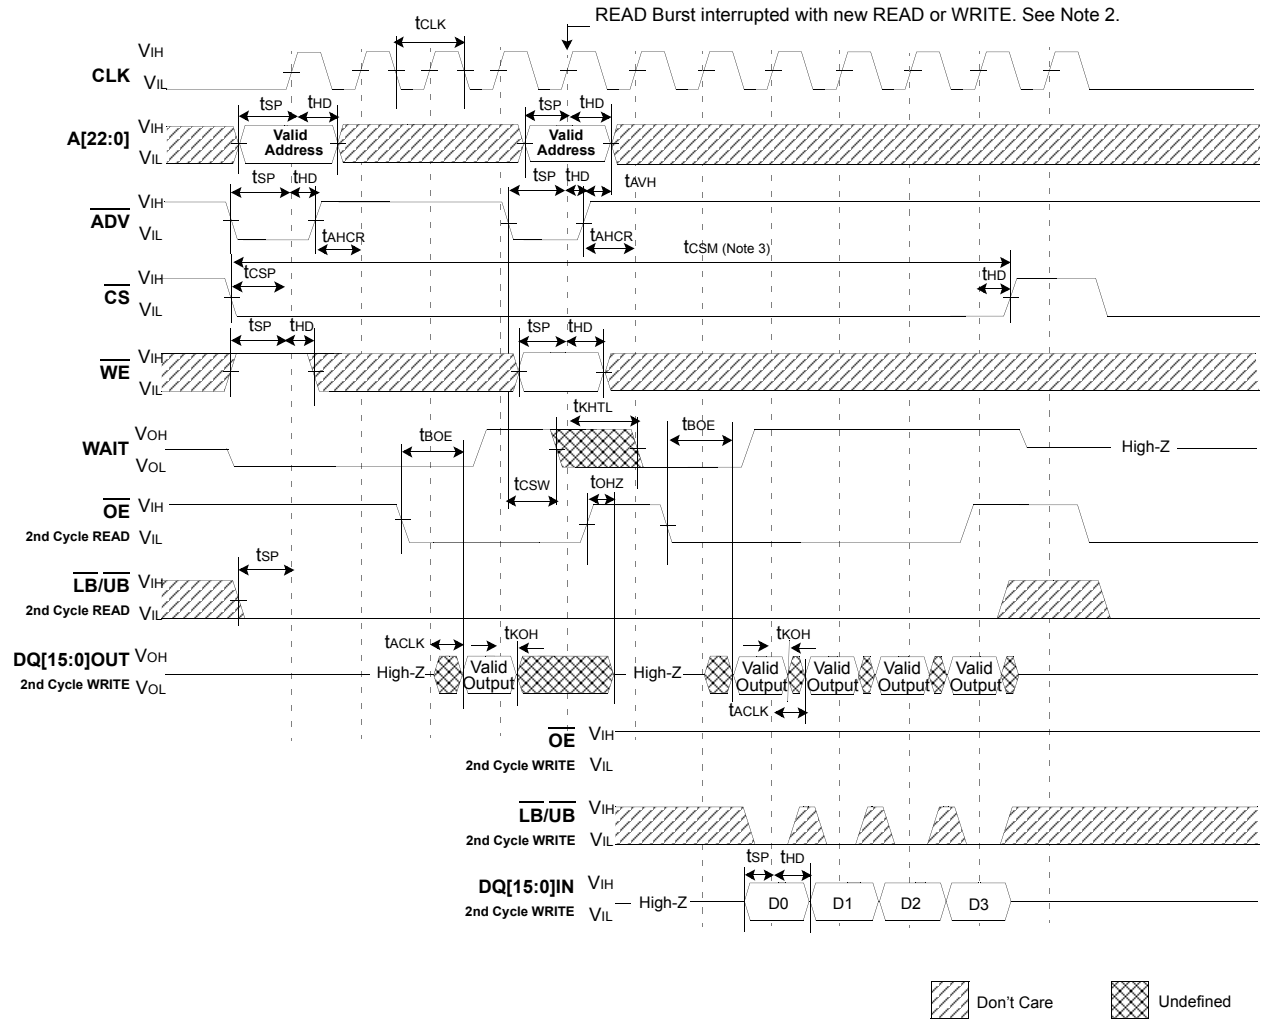 READ Burst interrupted with new READ or WRITE. See Note 2.
tCLK
CLK VIH
VIL
tSP tHD tSP tHD
A[22:0] VIH
VIL
Valid Address
Valid Address
tSP tHD tSP tHD tAVH
ADV VIH
VIL
tAHCR tAHCR
tCSM (Note 3)
CS VIH
VIL
tCSP tHD
tSP tHD tSP tHD
WE VIH
VIL
tKHTL
WAIT VOH
VOL
tBOE tBOE
High-Z
tCSW tOHZ
OE VIH
2nd Cycle READ VIL
tSP
LB/UB VIH
2nd Cycle READ VIL
tACLK tKOH tKOH
DQ[15:0]OUT VOH
2nd Cycle WRITE VOL
High-Z Valid Output High-Z Valid Output Valid Output Valid Output Valid Output
tACLK
OE VIH
2nd Cycle WRITE VIL
LB/UB VIH
2nd Cycle WRITE VIL
tSP tHD
DQ[15:0]IN VIH
2nd Cycle WRITE VIL
High-Z D0 D1 D2 D3
Don't Care Undefined